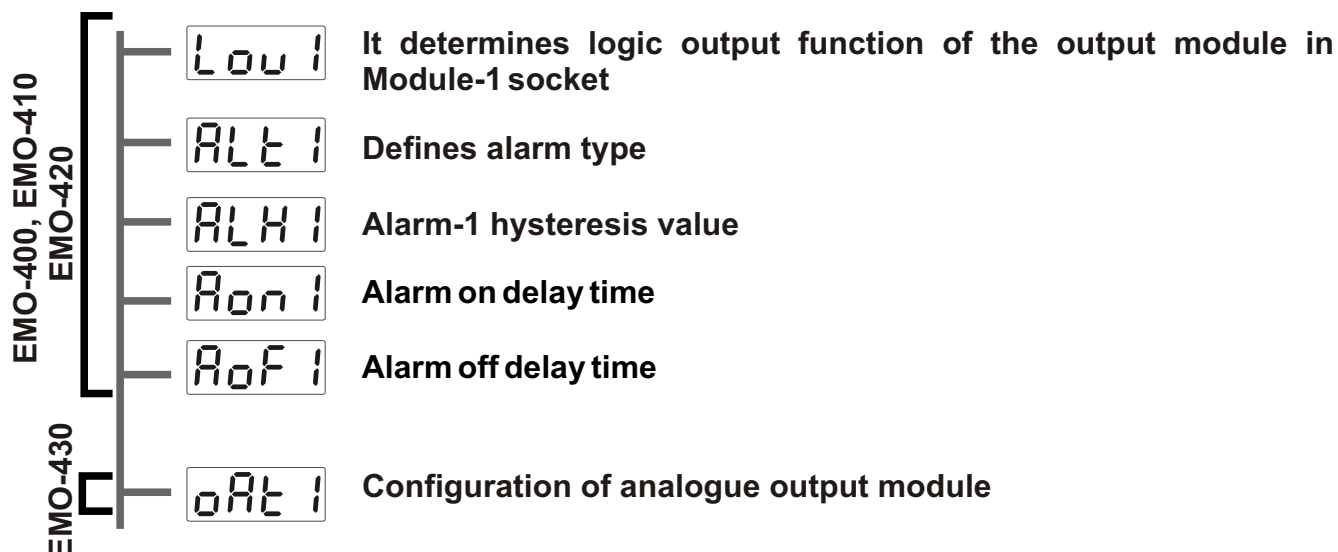 EMO-400, EMO-410
EMO-420
Lou1 It determines logic output function of the output module in
Module-1 socket
ALt1 Defines alarm type
ALH1 Alarm-1 hysteresis value
Aon1 Alarm on delay time
AoF1 Alarm off delay time
EMO-430
oAt1 Configuration of analogue output module